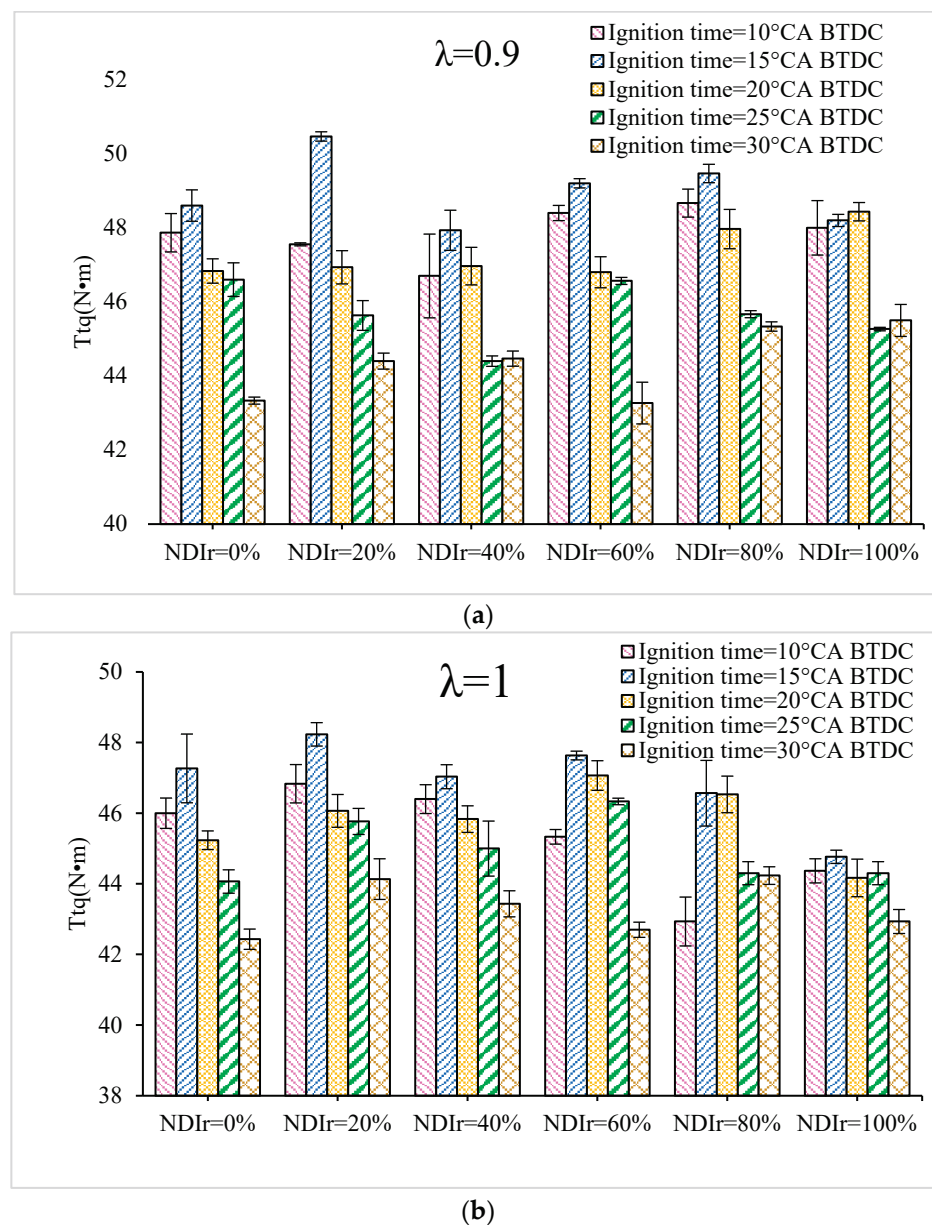 λ=0.9
Ignition time=10°CA BTDC
Ignition time=15°CA BTDC
Ignition time=20°CA BTDC
Ignition time=25°CA BTDC
Ignition time=30°CA BTDC
Ttq(N•m)
52
50
48
46
44
42
40
NDIr=0% NDIr=20% NDIr=40% NDIr=60% NDIr=80% NDIr=100%
(a)
λ=1
Ignition time=10°CA BTDC
Ignition time=15°CA BTDC
Ignition time=20°CA BTDC
Ignition time=25°CA BTDC
Ignition time=30°CA BTDC
Ttq(N•m)
50
48
46
44
42
40
38
NDIr=0% NDIr=20% NDIr=40% NDIr=60% NDIr=80% NDIr=100%
(b)